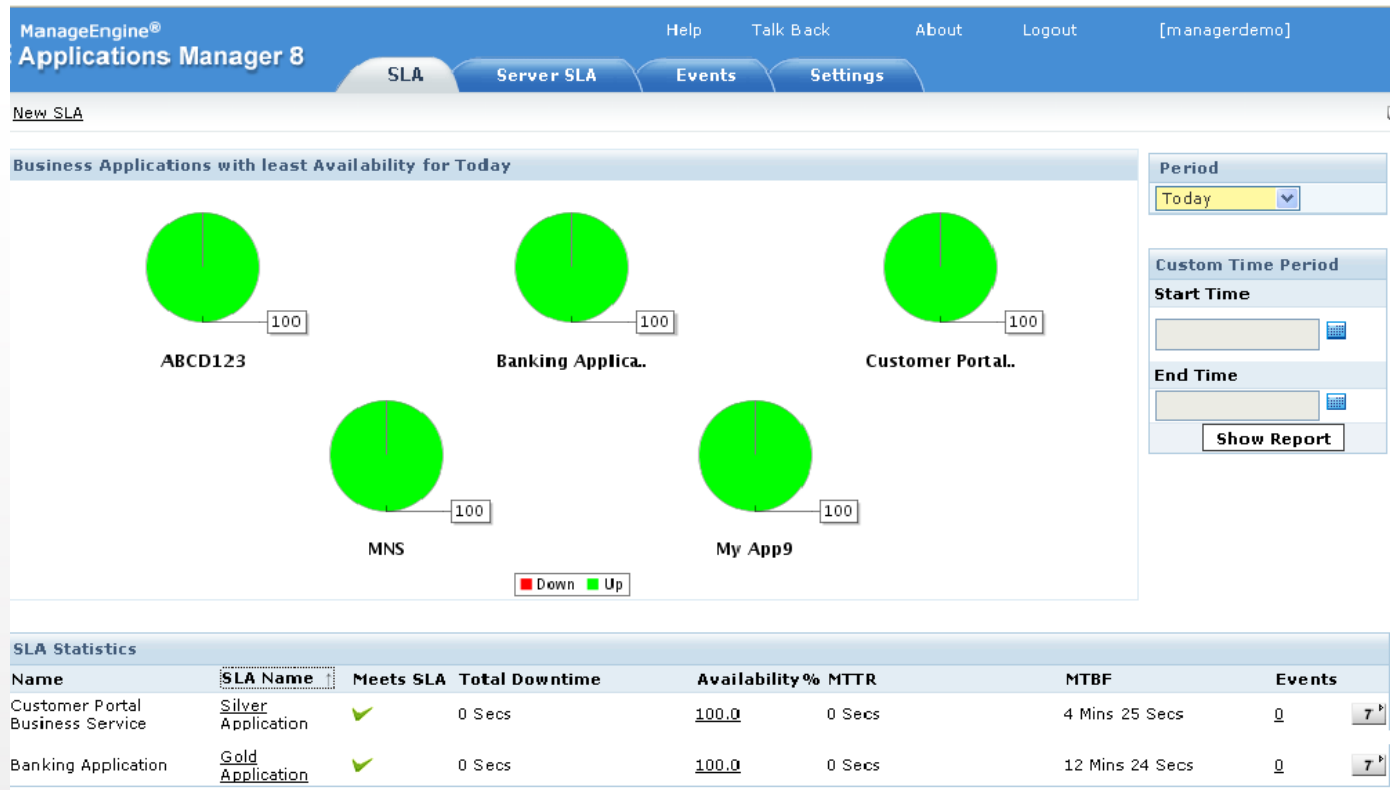 ManageEngine®
Applications Manager 8
Help Talk Back About Logout [managerdemo]
SLA Server SLA Events Settings
New SLA
Business Applications with least Availability for Today
100
ABCD123
100
Banking Applica..
100
Customer Portal..
100
MNS
100
My App9
Down Up
Period
Today
Custom Time Period
Start Time
End Time
Show Report
SLA Statistics
Name SLA Name ↑ Meets SLA Total Downtime Availability% MTTR MTBF Events
Customer Portal Business Service Silver Application 0 Secs 100.0 0 Secs 4 Mins 25 Secs 0 7
Banking Application Gold Application 0 Secs 100.0 0 Secs 12 Mins 24 Secs 0 7